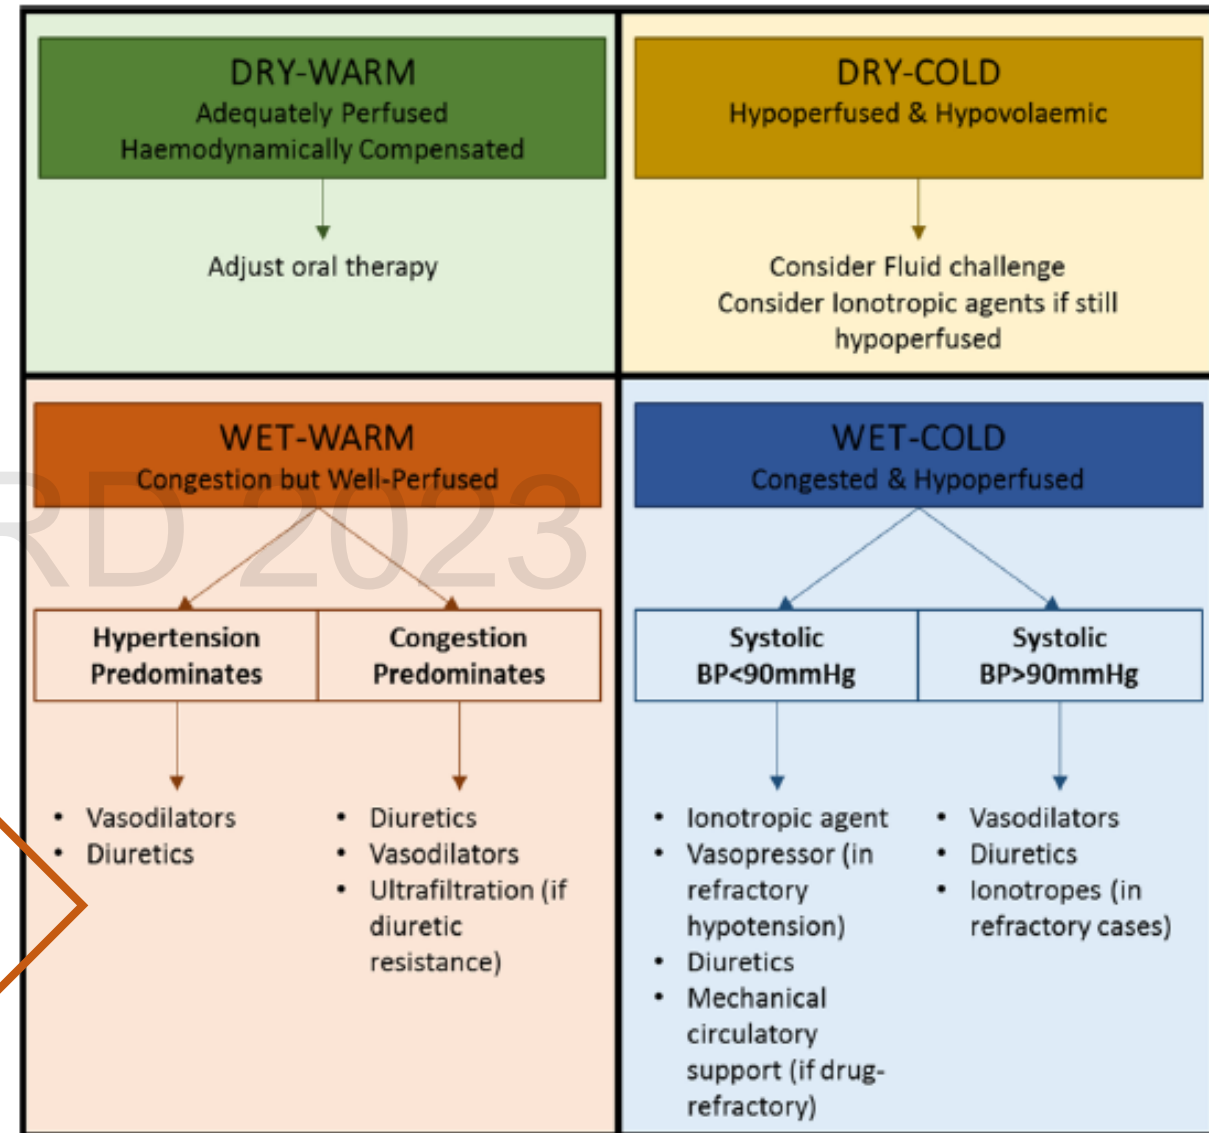 DRY-WARM
Adequately Perfused
Haemodynamically Compensated
Adjust oral therapy
DRY-COLD
Hypoperfused & Hypovolaemic
Consider Fluid challenge
Consider Ionotropic agents if still
hypoperfused
WET-WARM
Congestion but Well-Perfused
Hypertension
Predominates
Congestion
Predominates
• Vasodilators
• Diuretics
• Diuretics
• Vasodilators
• Ultrafiltration (if
diuretic
resistance)
WET-COLD
Congested & Hypoperfused
Systolic
BP<90mmHg
Systolic
BP>90mmHg
• Ionotropic agent
• Vasopressor (in
refractory
hypotension)
• Diuretics
• Mechanical
circulatory
support (if drug-
refractory)
• Vasodilators
• Diuretics
• Ionotropes (in
refractory cases)
RD 2023